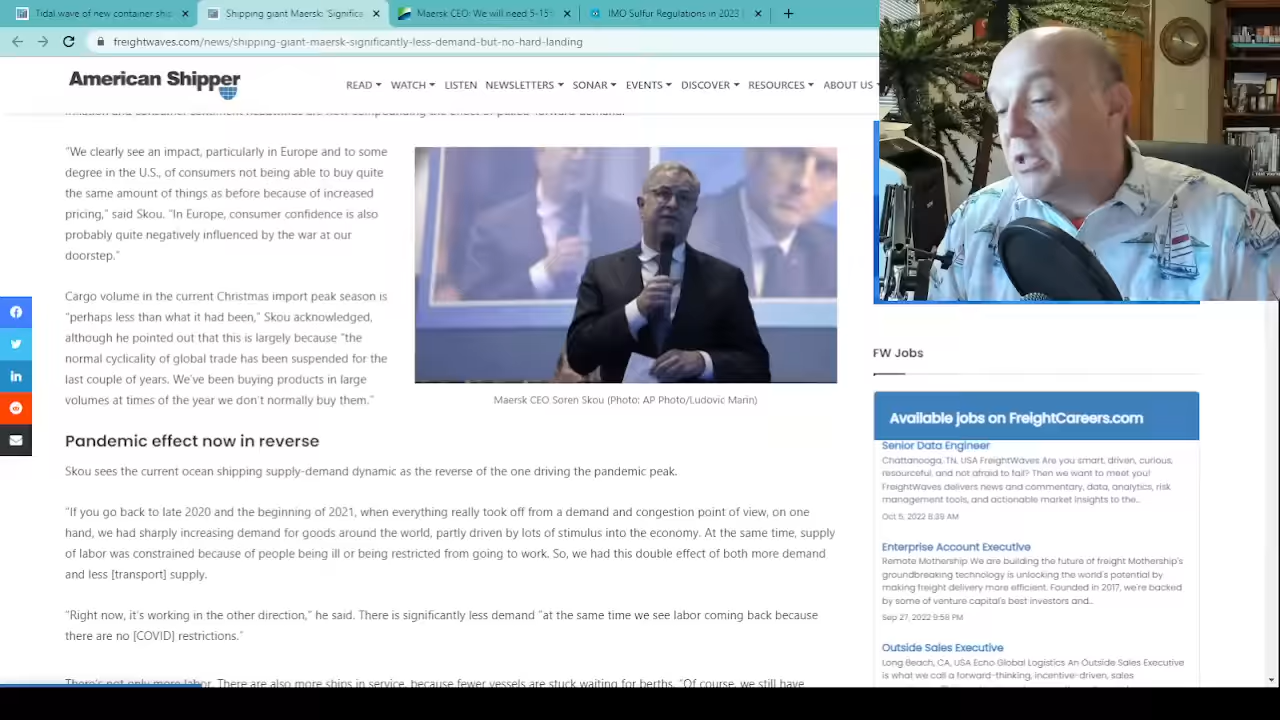 Tidal wave of new container ship
Shipping giant Maersk: 'Significa
Maersk CEO: We will need 5-15%
IMO Sulfur Regulations in 2023 |
freightwaves.com/news/shipping-giant-maersk-significantly-less-demand-but-no-hard-landing
American Shipper
READ WATCH LISTEN NEWSLETTERS SONAR EVENTS DISCOVER RESOURCES ABOUT US
"We clearly see an impact, particularly in Europe and to some
degree in the U.S., of consumers not being able to buy quite
the same amount of things as before because of increased
pricing," said Skou. "In Europe, consumer confidence is also
probably quite negatively influenced by the war at our
doorstep."
Cargo volume in the current Christmas import peak season is
"perhaps less than what it had been," Skou acknowledged,
although he pointed out that this is largely because "the
normal cyclicality of global trade has been suspended for the
last couple of years. We've been buying products in large
volumes at times of the year we don't normally buy them."
Maersk CEO Soren Skou (Photo: AP Photo/Ludovic Marin)
Pandemic effect now in reverse
Skou sees the current ocean shipping supply-demand dynamic as the reverse of the one driving the pandemic peak.
"If you go back to late 2020 and the beginning of 2021, when everything really took off from a demand and congestion point of view, on one
hand, we had sharply increasing demand for goods around the world, partly driven by lots of stimulus into the economy. At the same time, supply
of labor was constrained because of people being ill or being restricted from going to work. So, we had this double effect of both more demand
and less [transport] supply.
"Right now, it's working in the other direction," he said. There is significantly less demand "at the same time we see labor coming back because
there are no [COVID] restrictions."
There's not only more labor. There are also more ships in service, because fewer vessels are stuck waiting for berths. "Of course, we still have
FW Jobs
Available jobs on FreightCareers.com
Senior Data Engineer
Chattanooga, TN, USA FreightWaves Are you smart, driven, curious,
resourceful, and not afraid to fail? Then we want to meet you!
FreightWaves delivers news and commentary, data, analytics, risk
management tools, and actionable market insights to the...
Oct 5, 2022 8:39 AM
Enterprise Account Executive
Remote Mothership We are building the future of freight Mothership's
groundbreaking technology is unlocking the world's potential by
making freight delivery more efficient. Founded in 2017, we're backed
by some of venture capital's best investors and...
Sep 27, 2022 9:58 PM
Outside Sales Executive
Long Beach, CA, USA Echo Global Logistics An Outside Sales Executive
is what we call a forward-thinking, incentive-driven, sales